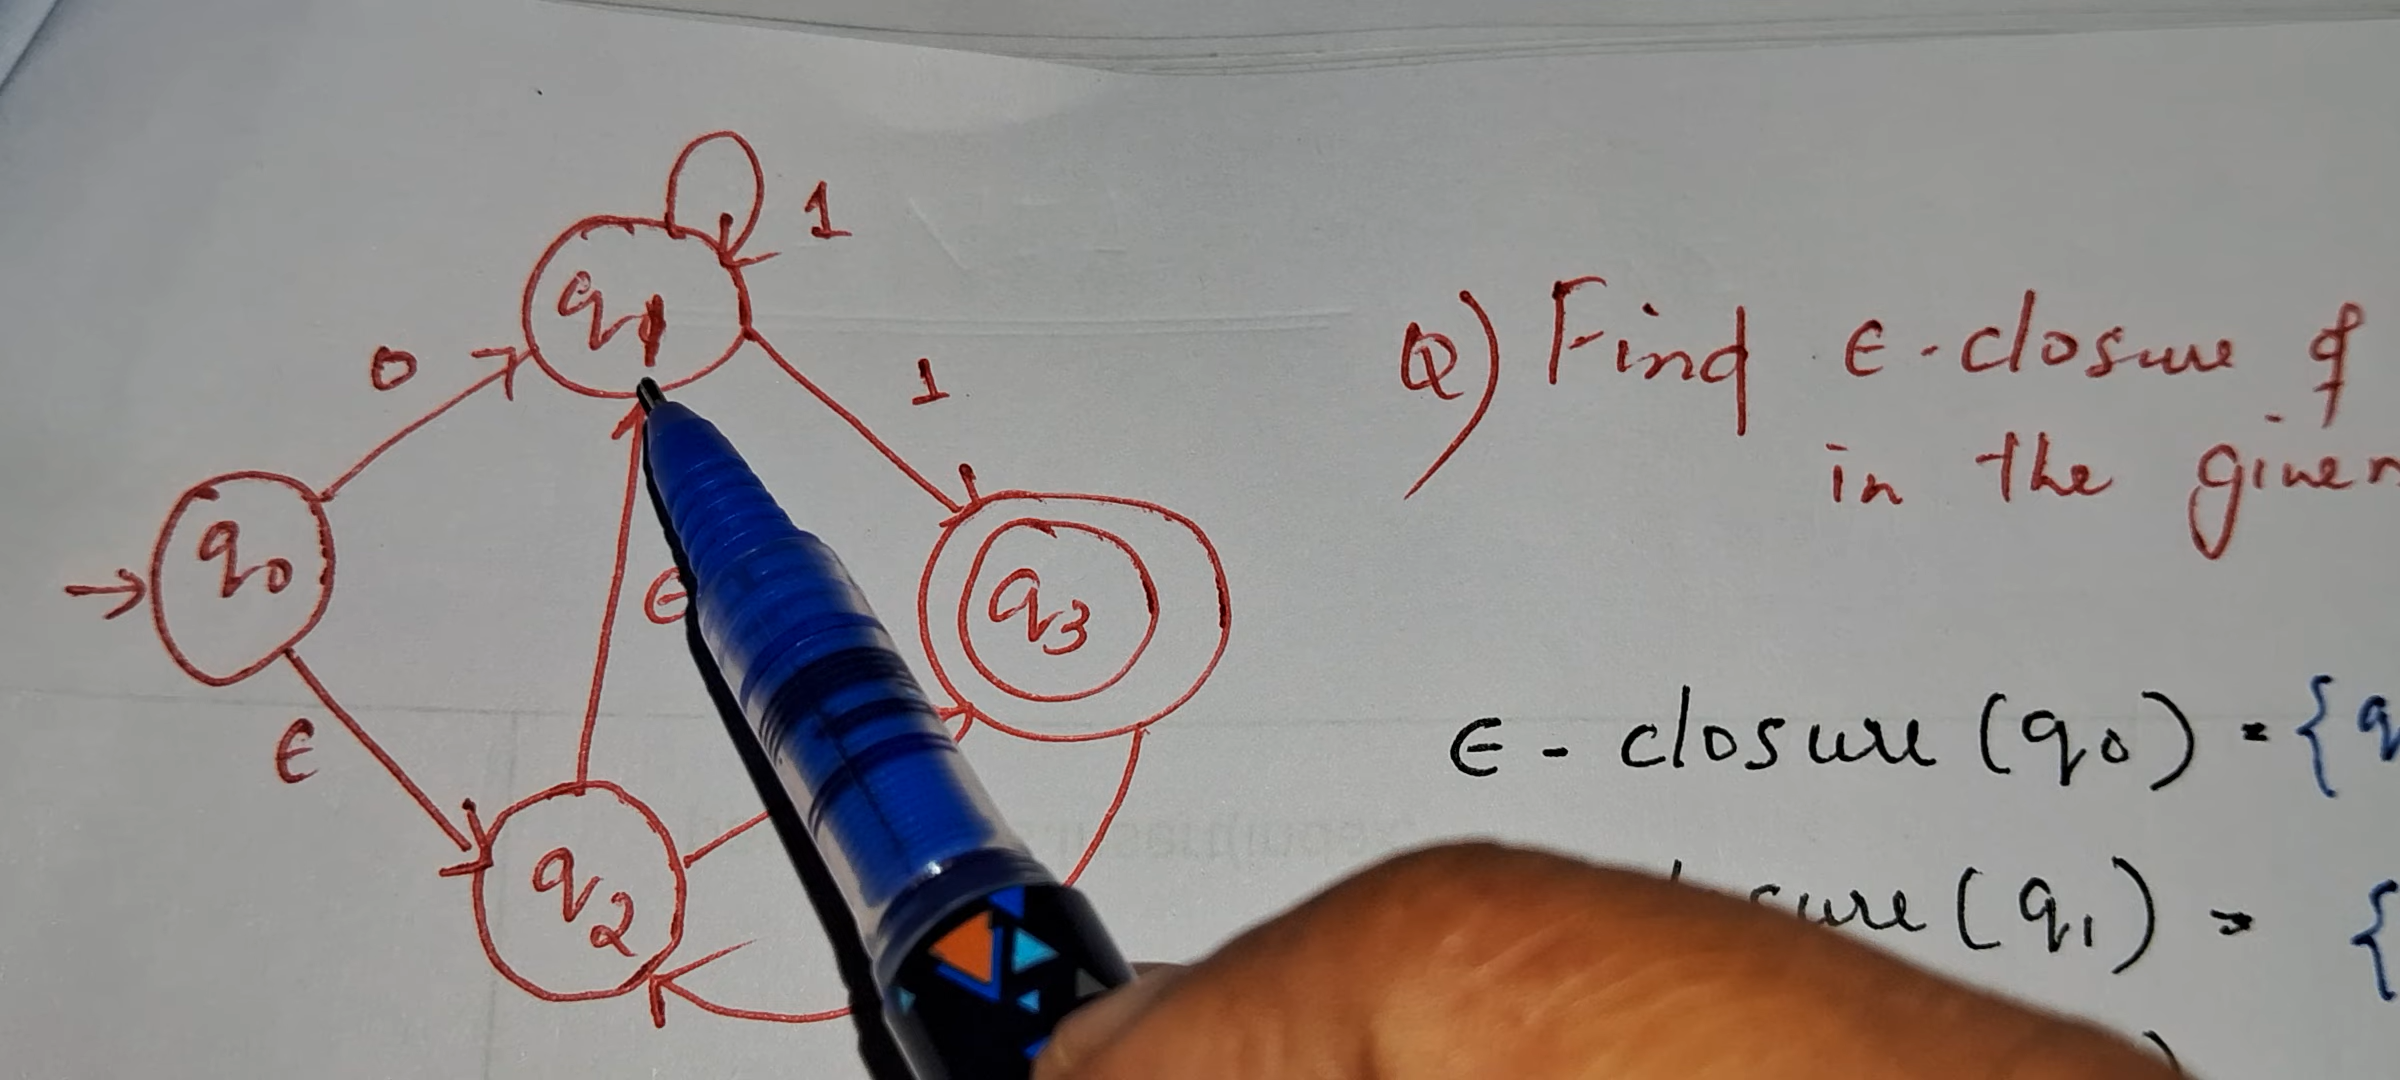 1
q1
0
1
Q) Find ϵ-closure of
in the given
q0
ϵ
q3
ϵ
ϵ - closure (q0) = {q
q2
(q1) = {